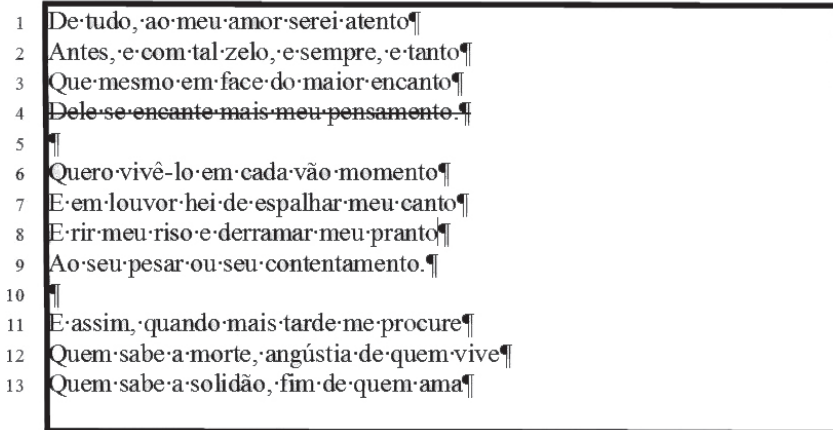 1 De·tudo,·ao·meu·amor·serei·atento¶
2 Antes,·e·com·tal·zelo,·e·sempre,·e·tanto¶
3 Que·mesmo·em·face·do·maior·encanto¶
4 Dele·se·encante·mais·meu·pensamento.¶
5 ¶
6 Quero·vivê-lo·em·cada·vão·momento¶
7 E·em·louvor·hei·de·espalhar·meu·canto¶
8 E·rir·meu·riso·e·derramar·meu·pranto¶
9 Ao·seu·pesar·ou·seu·contentamento.¶
10 ¶
11 E·assim,·quando·mais·tarde·me·procure¶
12 Quem·sabe·a·morte,·angústia·de·quem·vive¶
13 Quem·sabe·a·solidão,·fim·de·quem·ama¶